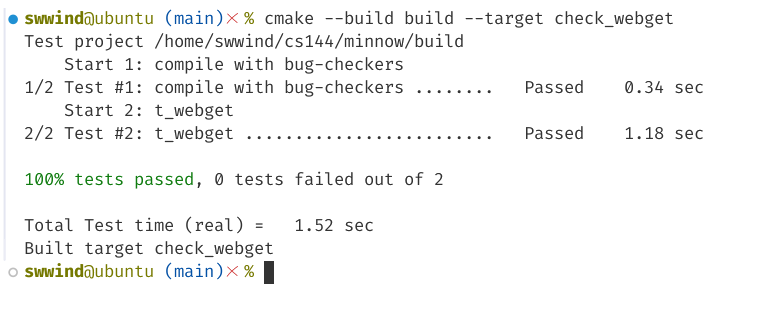 swwind@ubuntu (main)✕ % cmake --build build --target check_webget
Test project /home/swwind/cs144/minnow/build
    Start 1: compile with bug-checkers
1/2 Test #1: compile with bug-checkers ........   Passed    0.34 sec
    Start 2: t_webget
2/2 Test #2: t_webget .........................   Passed    1.18 sec

100% tests passed, 0 tests failed out of 2

Total Test time (real) =   1.52 sec
Built target check_webget
swwind@ubuntu (main)✕ %